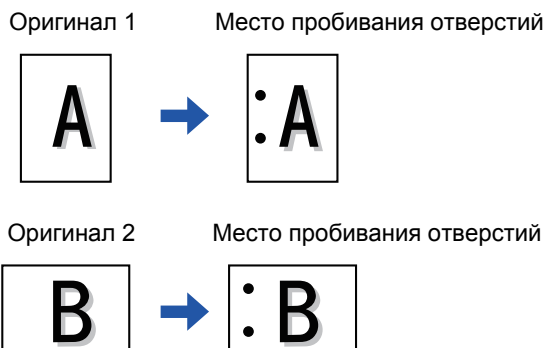 Оригинал 1 Место пробивания отверстий
A A
Оригинал 2 Место пробивания отверстий
B B